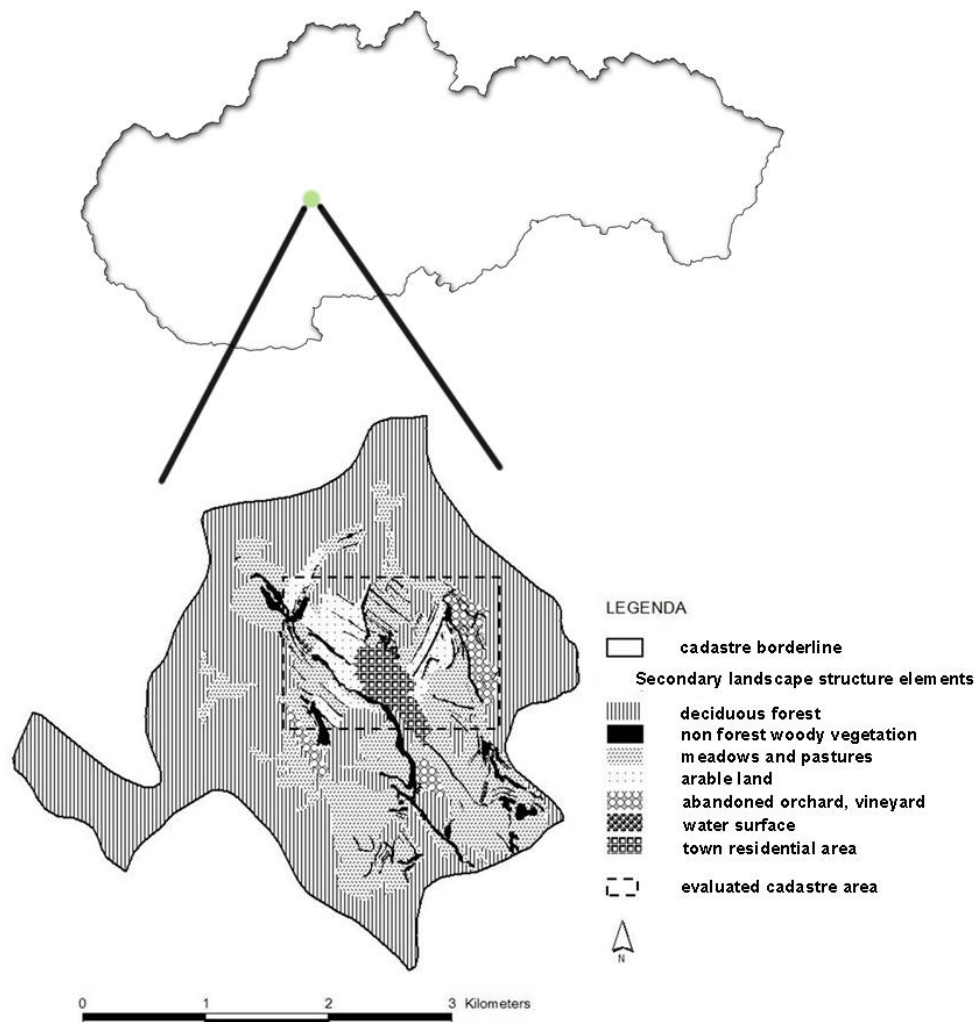 LEGENDA
cadastre borderline
Secondary landscape structure elements
deciduous forest
non forest woody vegetation
meadows and pastures
arable land
abandoned orchard, vineyard
water surface
town residential area
evaluated cadastre area
N
0 1 2 3 Kilometers